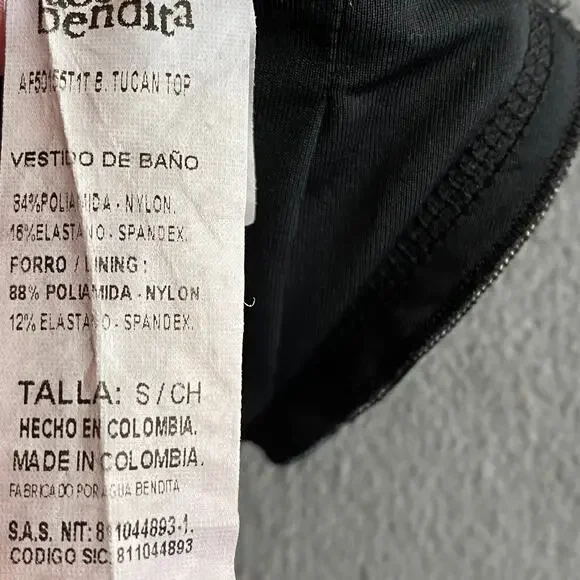 bendita
B. TUCAN TOP
VESTIDO DE BAÑO
84%POLIAMIDA - NYLON.
16%ELASTANO - SPANDEX.
FORRO / LINING :
88% POLIAMIDA - NYLON
12% ELASTANO - SPANDEX.
TALLA: S / CH
HECHO EN COLOMBIA.
MADE IN COLOMBIA.
FABRICADO POR AGUA BENDITA
S.A.S. NIT: 811044893-1.
CODIGO SIC. 811044893